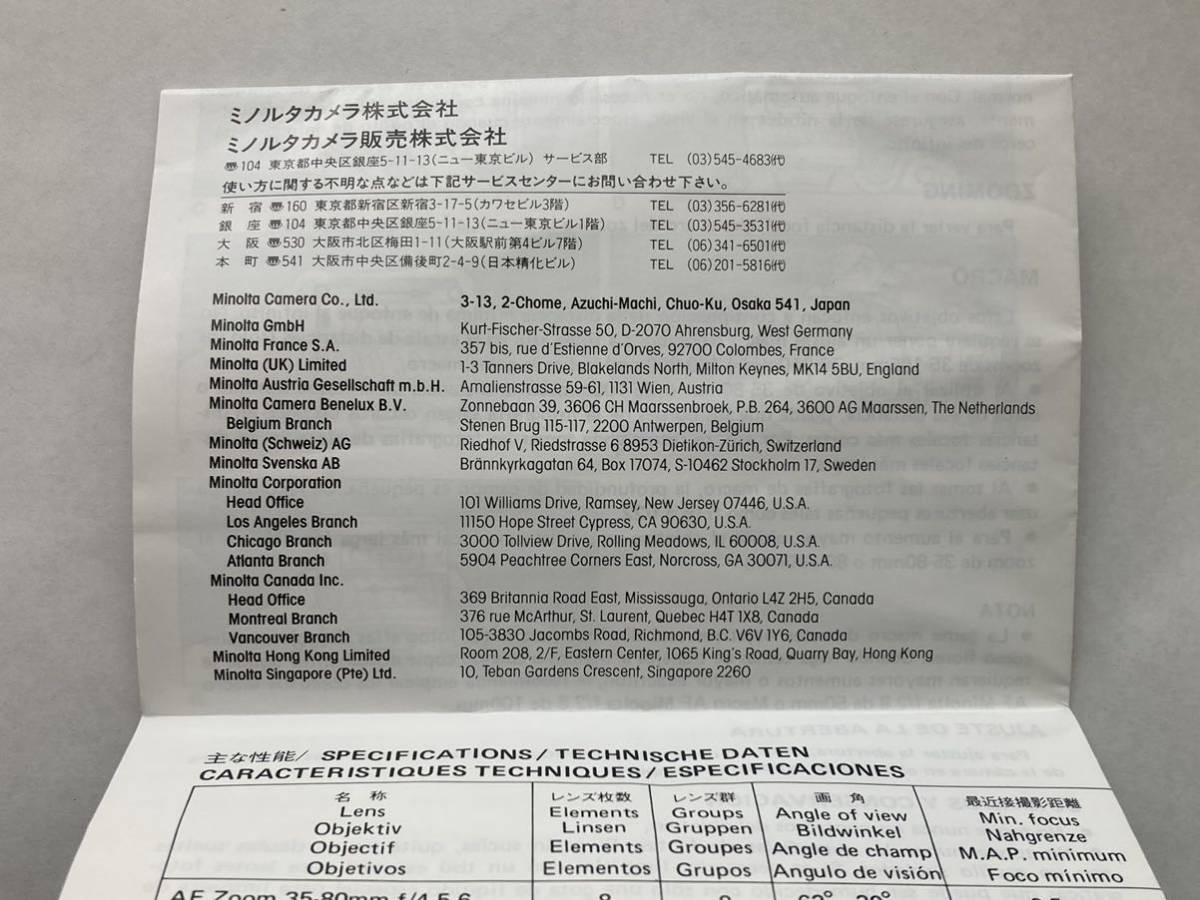 ミノルタカメラ株式会社
ミノルタカメラ販売株式会社
〠104 東京都中央区銀座5-11-13(ニュー東京ビル) サービス部 TEL (03)545-4683㈹
使い方に関する不明な点などは下記サービスセンターにお問い合わせ下さい。
新 宿 〠160 東京都新宿区新宿3-17-5(カワセビル3階) TEL (03)356-6281㈹
銀 座 〠104 東京都中央区銀座5-11-13(ニュー東京ビル1階) TEL (03)545-3531㈹
大 阪 〠530 大阪市北区梅田1-11(大阪駅前第4ビル7階) TEL (06)341-6501㈹
本 町 〠541 大阪市中央区備後町2-4-9(日本精化ビル) TEL (06)201-5816㈹
Minolta Camera Co., Ltd. 3-13, 2-Chome, Azuchi-Machi, Chuo-Ku, Osaka 541, Japan
Minolta GmbH Kurt-Fischer-Strasse 50, D-2070 Ahrensburg, West Germany
Minolta France S.A. 357 bis, rue d'Estienne d'Orves, 92700 Colombes, France
Minolta (UK) Limited 1-3 Tanners Drive, Blakelands North, Milton Keynes, MK14 5BU, England
Minolta Austria Gesellschaft m.b.H. Amalienstrasse 59-61, 1131 Wien, Austria
Minolta Camera Benelux B.V. Zonnebaan 39, 3606 CH Maarssenbroek, P.B. 264, 3600 AG Maarssen, The Netherlands
Belgium Branch Stenen Brug 115-117, 2200 Antwerpen, Belgium
Minolta (Schweiz) AG Riedhof V, Riedstrasse 6 8953 Dietikon-Zürich, Switzerland
Minolta Svenska AB Brännkyrkagatan 64, Box 17074, S-10462 Stockholm 17, Sweden
Minolta Corporation
Head Office 101 Williams Drive, Ramsey, New Jersey 07446, U.S.A.
Los Angeles Branch 11150 Hope Street Cypress, CA 90630, U.S.A.
Chicago Branch 3000 Tollview Drive, Rolling Meadows, IL 60008, U.S.A.
Atlanta Branch 5904 Peachtree Corners East, Norcross, GA 30071, U.S.A.
Minolta Canada Inc.
Head Office 369 Britannia Road East, Mississauga, Ontario L4Z 2H5, Canada
Montreal Branch 376 rue McArthur, St. Laurent, Quebec H4T 1X8, Canada
Vancouver Branch 105-3830 Jacombs Road, Richmond, B.C. V6V 1Y6, Canada
Minolta Hong Kong Limited Room 208, 2/F, Eastern Center, 1065 King's Road, Quarry Bay, Hong Kong
Minolta Singapore (Pte) Ltd. 10, Teban Gardens Crescent, Singapore 2260
主な性能/ SPECIFICATIONS/TECHNISCHE DATEN
CARACTERISTIQUES TECHNIQUES/ESPECIFICACIONES
名 称 レンズ枚数 レンズ群 画 角 最近接撮影距離
Lens Elements Groups Angle of view Min. focus
Objektiv Linsen Gruppen Bildwinkel Nahgrenze
Objectif Elements Groupes Angle de champ M.A.P. minimum
Objetivos Elementos Grupos Angulo de visión Foco mínimo
AF Zoom 35-80mm f/4-5.6